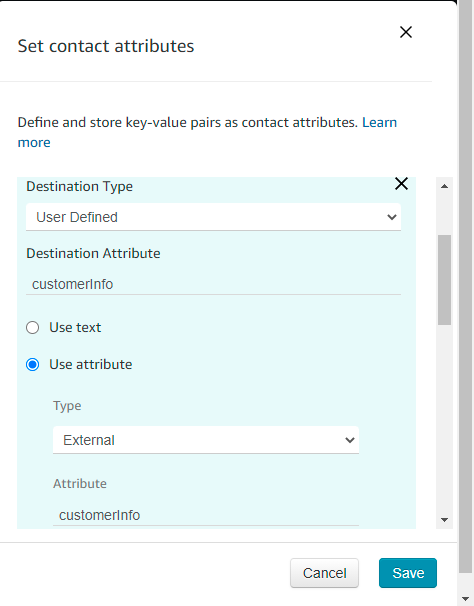 Set contact attributes
Define and store key-value pairs as contact attributes. Learn
more
Destination Type
User Defined
Destination Attribute
customerInfo
Use text
Use attribute
Type
External
Attribute
customerInfo
Cancel
Save